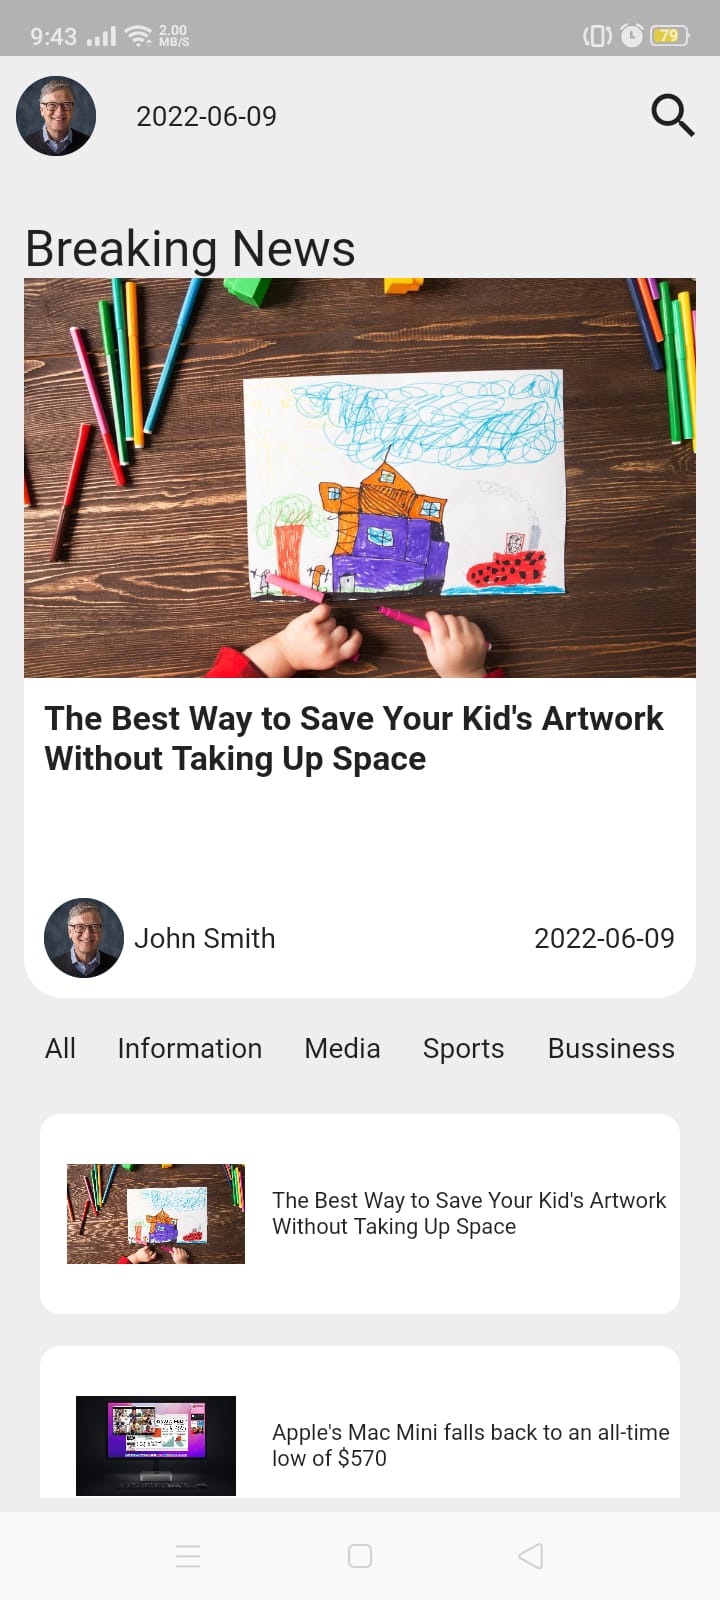 9:43 2.00 MB/S 79
2022-06-09
Breaking News
The Best Way to Save Your Kid's Artwork
Without Taking Up Space
John Smith 2022-06-09
All Information Media Sports Bussiness
The Best Way to Save Your Kid's Artwork
Without Taking Up Space
Apple's Mac Mini falls back to an all-time
low of $570